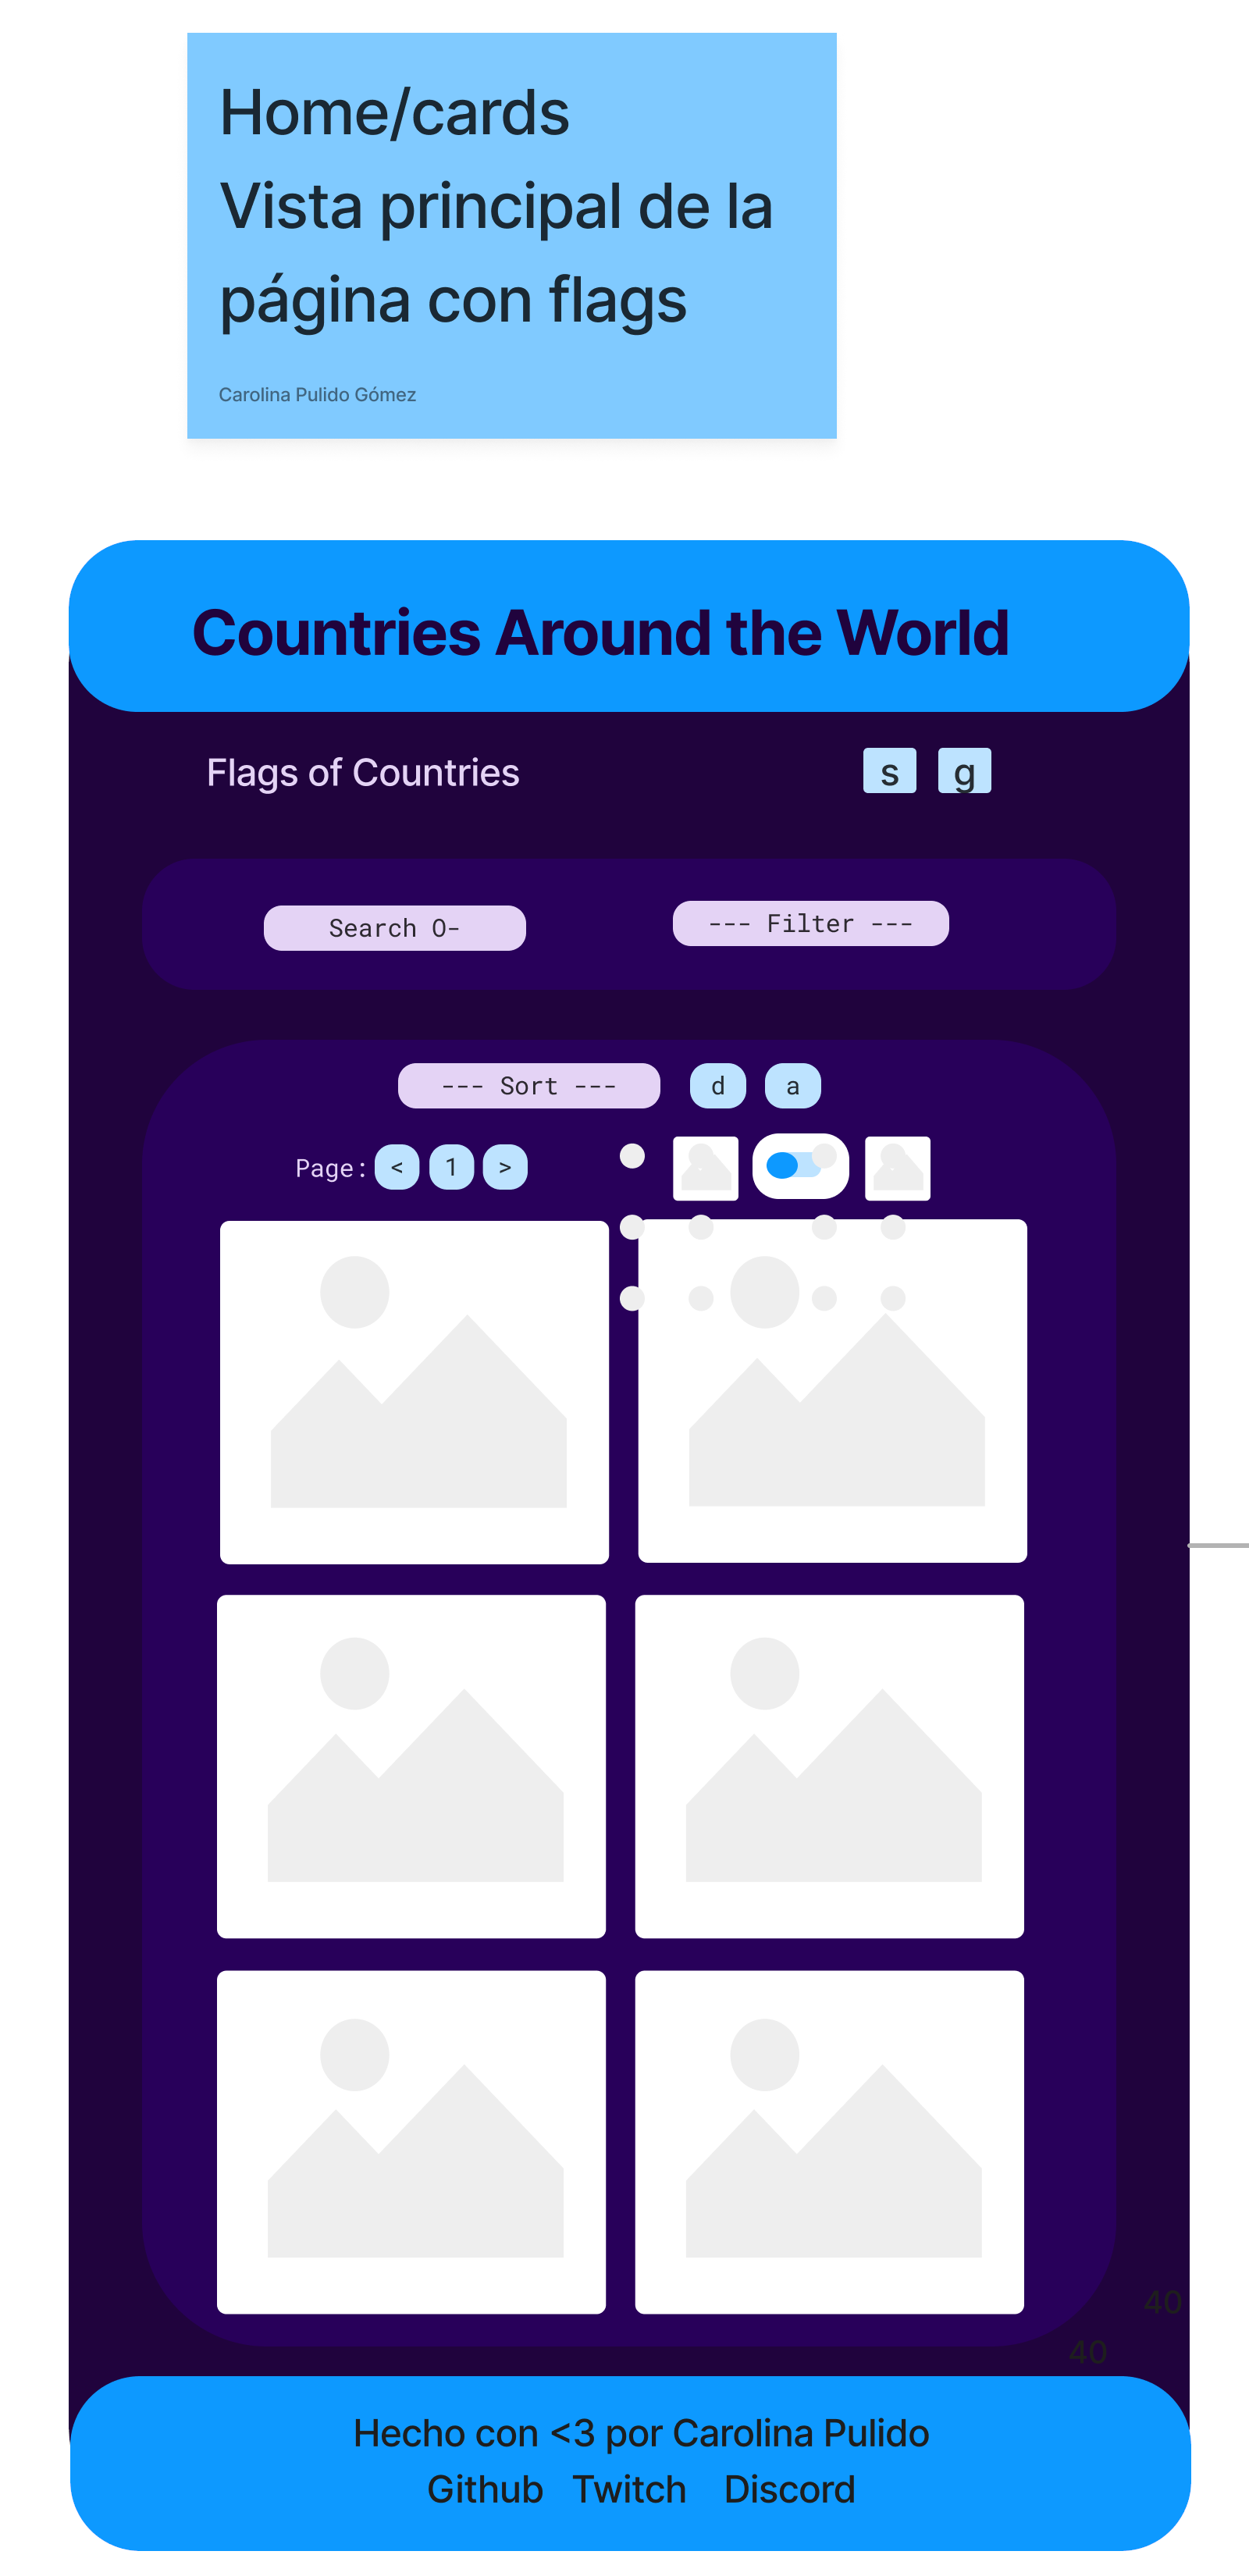 Home/cards
Vista principal de la
página con flags
Carolina Pulido Gómez
Countries Around the World
Flags of Countries
s g
Search O-
--- Filter ---
--- Sort --- d a
Page: < 1 >
40
40
Hecho con <3 por Carolina Pulido
Github Twitch Discord